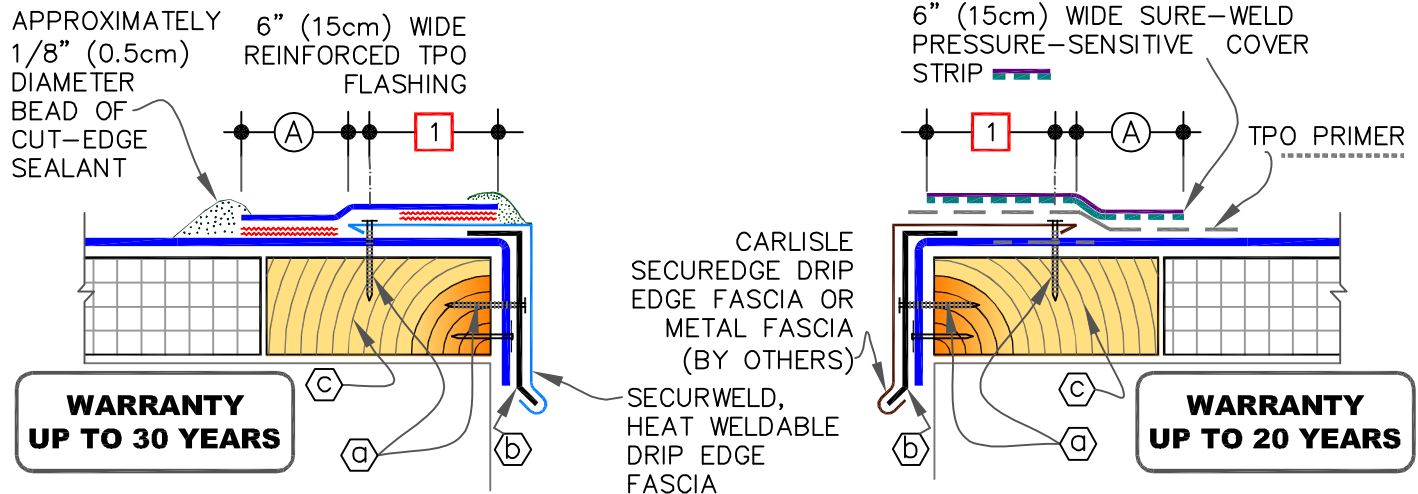 APPROXIMATELY
1/8” (0.5cm)
DIAMETER
BEAD OF
CUT-EDGE
SEALANT
6” (15cm) WIDE
REINFORCED TPO
FLASHING
A
1
c
a
b
WARRANTY
UP TO 30 YEARS
SECURWELD,
HEAT WELDABLE
DRIP EDGE
FASCIA
6” (15cm) WIDE SURE-WELD
PRESSURE-SENSITIVE COVER
STRIP
1
A
TPO PRIMER
CARLISLE
SECUREDGE DRIP
EDGE FASCIA OR
METAL FASCIA
(BY OTHERS)
b
a
c
WARRANTY
UP TO 20 YEARS